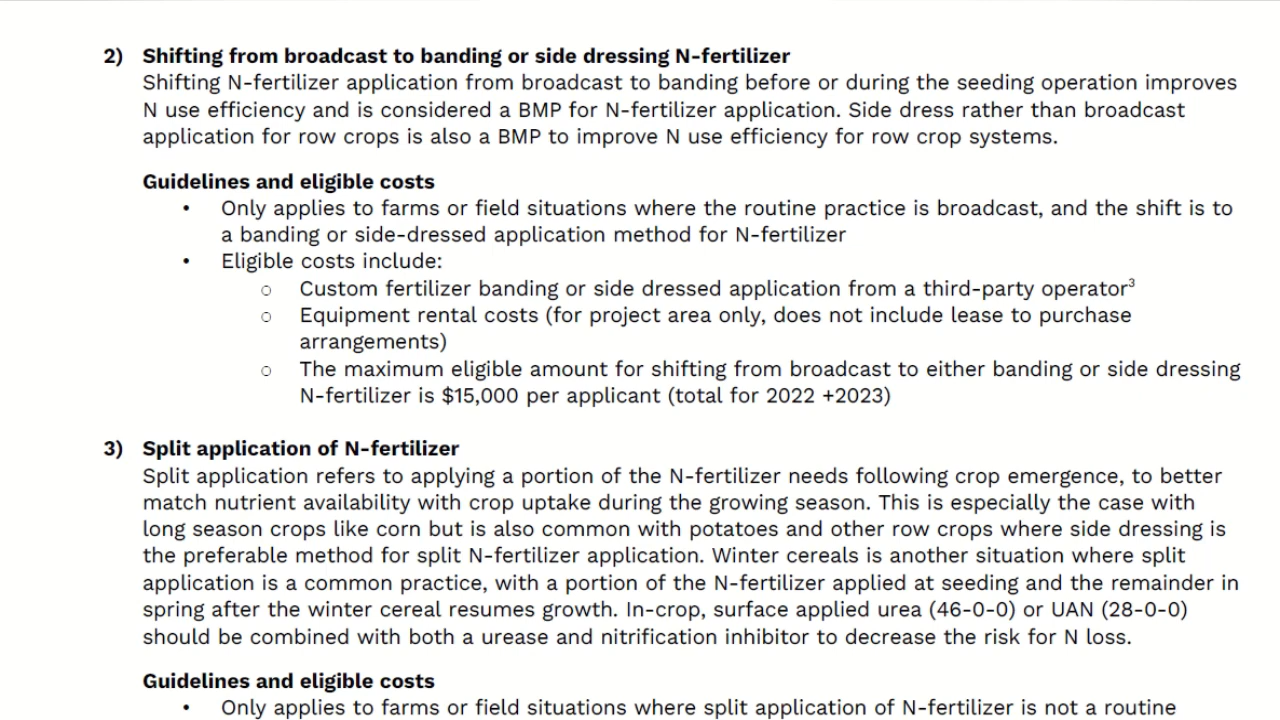 2) Shifting from broadcast to banding or side dressing N-fertilizer
Shifting N-fertilizer application from broadcast to banding before or during the seeding operation improves
N use efficiency and is considered a BMP for N-fertilizer application. Side dress rather than broadcast
application for row crops is also a BMP to improve N use efficiency for row crop systems.
Guidelines and eligible costs
• Only applies to farms or field situations where the routine practice is broadcast, and the shift is to
a banding or side-dressed application method for N-fertilizer
• Eligible costs include:
○ Custom fertilizer banding or side dressed application from a third-party operator³
○ Equipment rental costs (for project area only, does not include lease to purchase
arrangements)
○ The maximum eligible amount for shifting from broadcast to either banding or side dressing
N-fertilizer is $15,000 per applicant (total for 2022 +2023)
3) Split application of N-fertilizer
Split application refers to applying a portion of the N-fertilizer needs following crop emergence, to better
match nutrient availability with crop uptake during the growing season. This is especially the case with
long season crops like corn but is also common with potatoes and other row crops where side dressing is
the preferable method for split N-fertilizer application. Winter cereals is another situation where split
application is a common practice, with a portion of the N-fertilizer applied at seeding and the remainder in
spring after the winter cereal resumes growth. In-crop, surface applied urea (46-0-0) or UAN (28-0-0)
should be combined with both a urease and nitrification inhibitor to decrease the risk for N loss.
Guidelines and eligible costs
• Only applies to farms or field situations where split application of N-fertilizer is not a routine